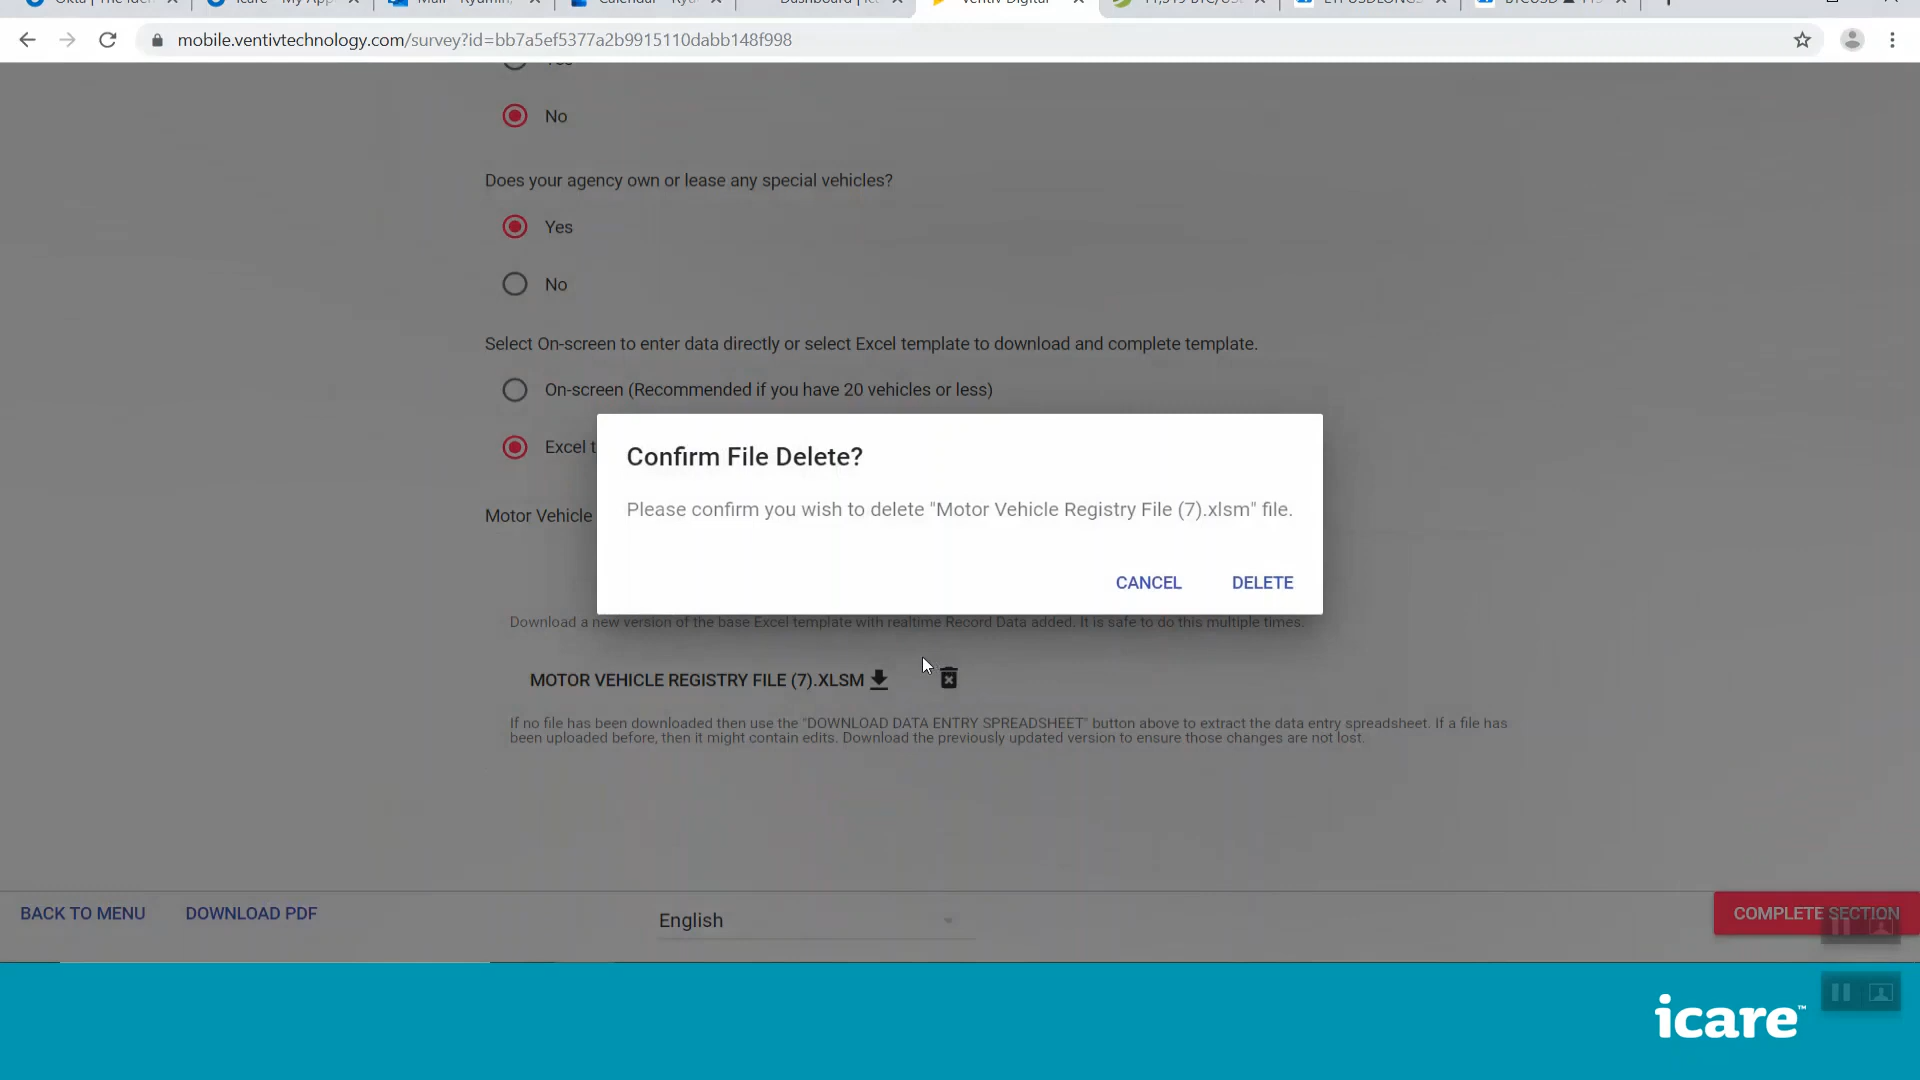 mobile.ventivtechnology.com/survey?id=bb7a5ef5377a2b9915110dabb148f998
No
Does your agency own or lease any special vehicles?
Yes
No
Select On-screen to enter data directly or select Excel template to download and complete template.
On-screen (Recommended if you have 20 vehicles or less)
Excel t
Confirm File Delete?
Please confirm you wish to delete "Motor Vehicle Registry File (7).xlsm" file.
Motor Vehicle
CANCEL DELETE
Download a new version of the base Excel template with realtime Record Data added. It is safe to do this multiple times.
MOTOR VEHICLE REGISTRY FILE (7).XLSM
If no file has been downloaded then use the "DOWNLOAD DATA ENTRY SPREADSHEET" button above to extract the data entry spreadsheet. If a file has
been uploaded before, then it might contain edits. Download the previously updated version to ensure those changes are not lost.
BACK TO MENU DOWNLOAD PDF English COMPLETE SECTION
icare™